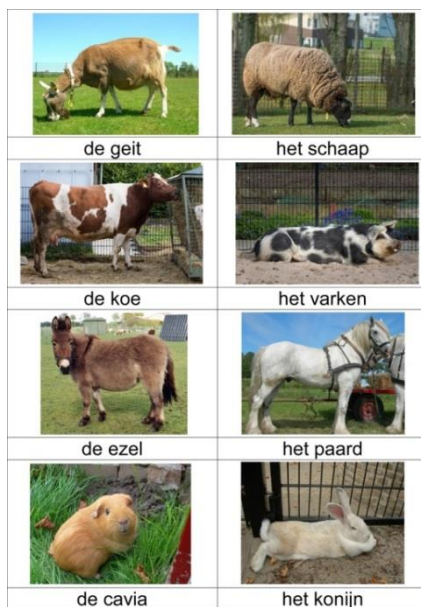 de geit
het schaap
de koe
het varken
de ezel
het paard
de cavia
het konijn